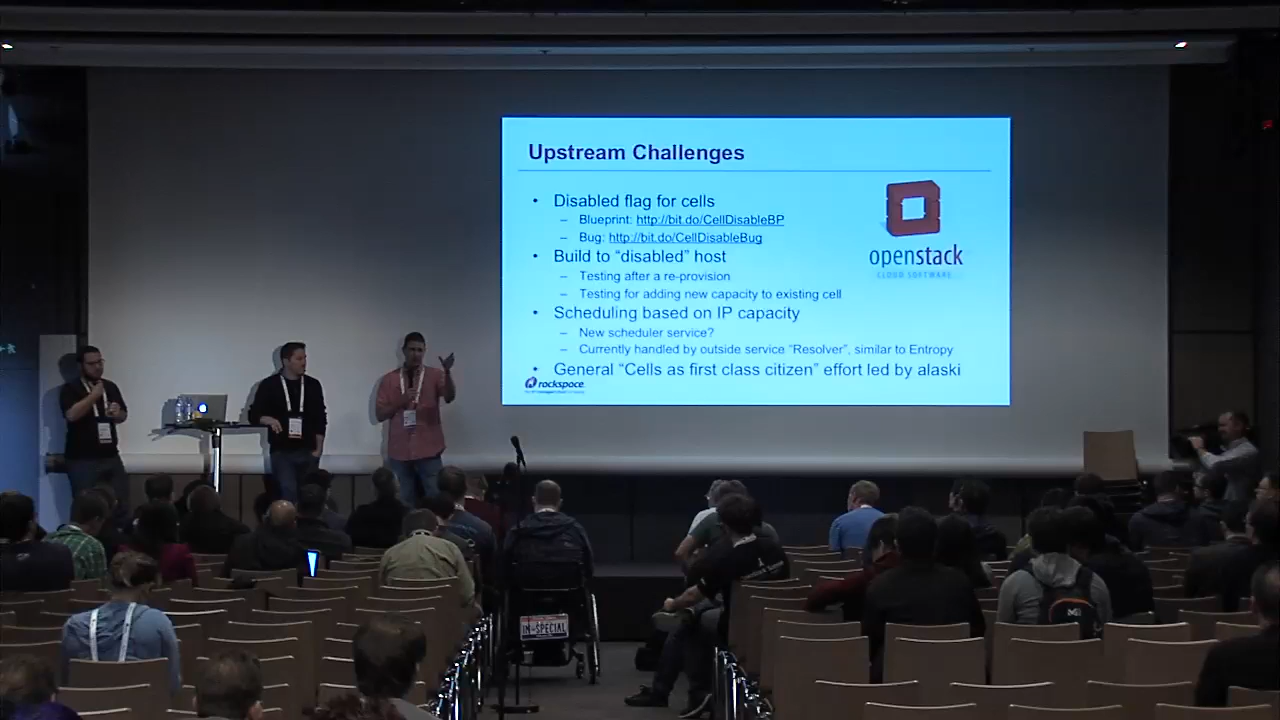 Upstream Challenges
• Disabled flag for cells
– Blueprint: http://bit.do/CellDisableBP
– Bug: http://bit.do/CellDisableBug
• Build to “disabled” host
– Testing after a re-provision
– Testing for adding new capacity to existing cell
• Scheduling based on IP capacity
– New scheduler service?
– Currently handled by outside service “Resolver”, similar to Entropy
• General “Cells as first class citizen” effort led by alaski
openstack
CLOUD SOFTWARE
rackspace
IN-SPECIAL